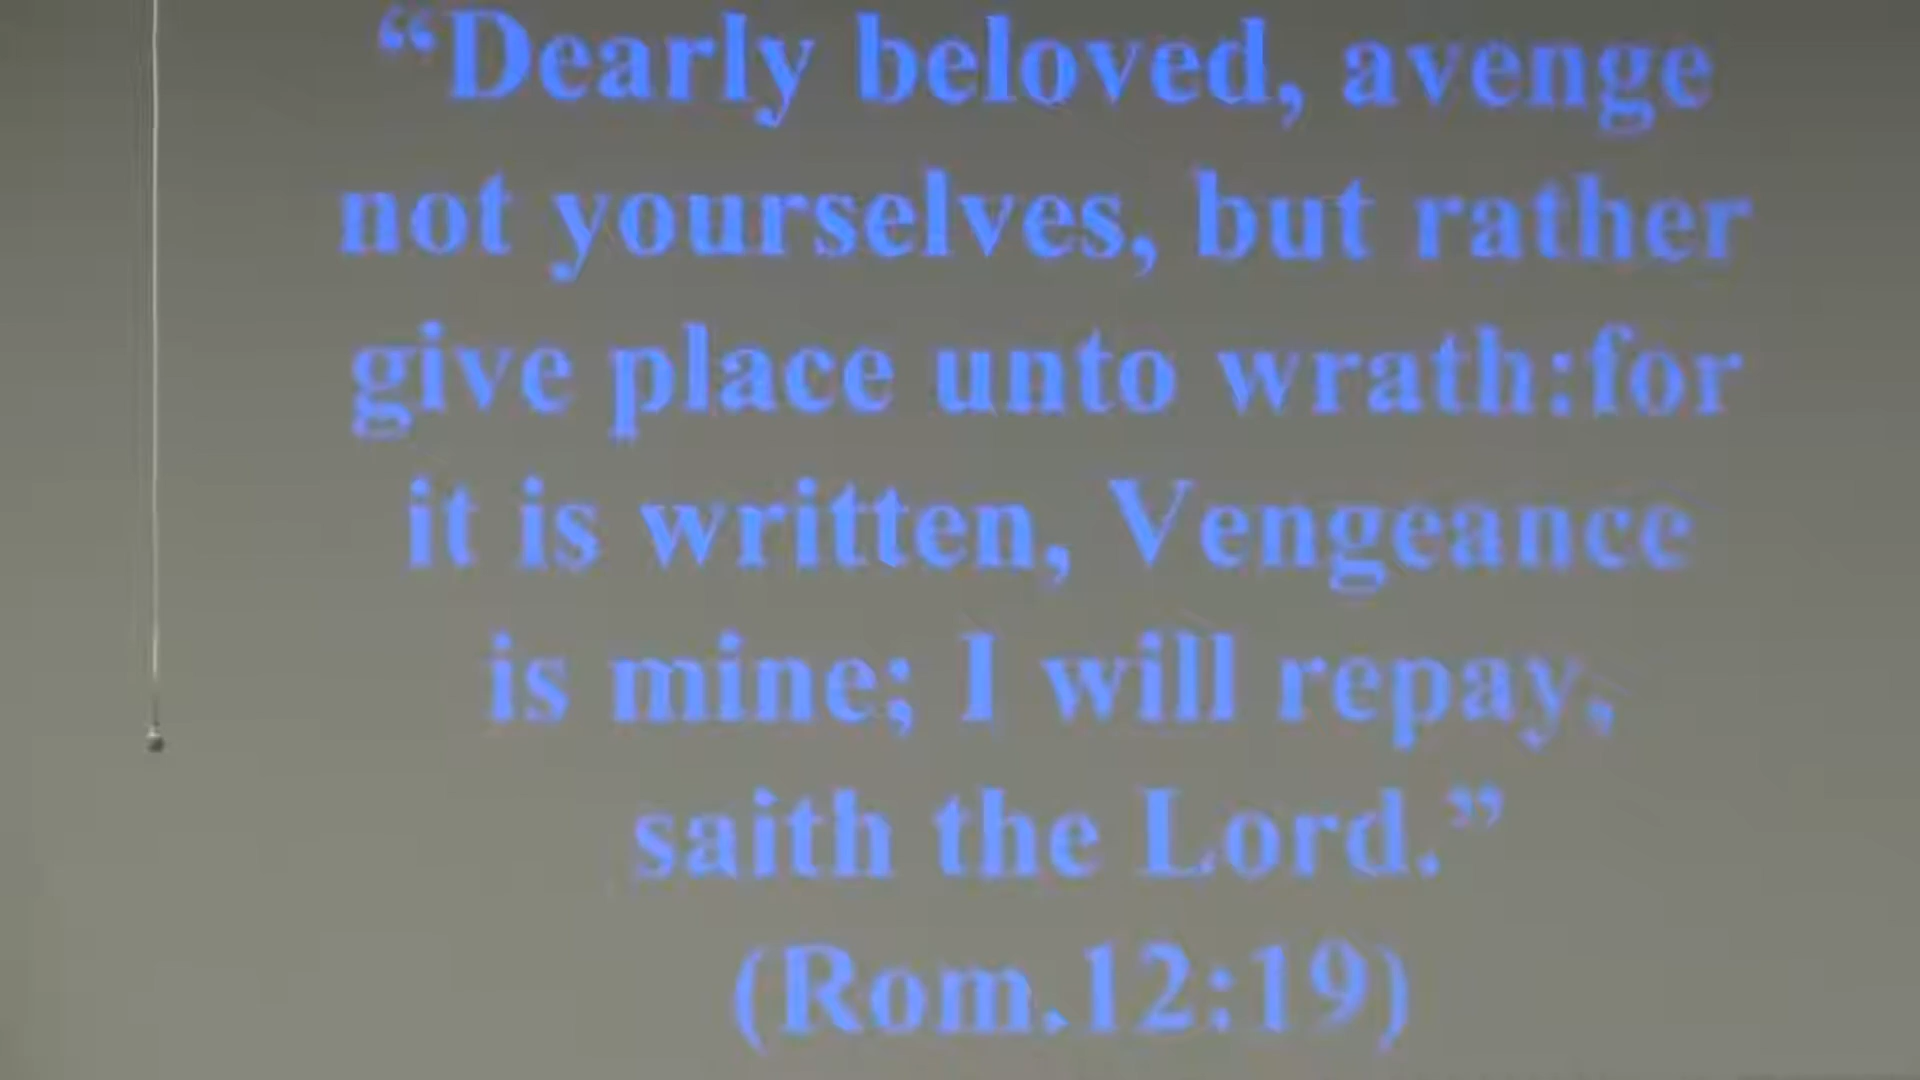 “Dearly beloved, avenge
not yourselves, but rather
give place unto wrath:for
it is written, Vengeance
is mine; I will repay,
saith the Lord.”
(Rom.12:19)